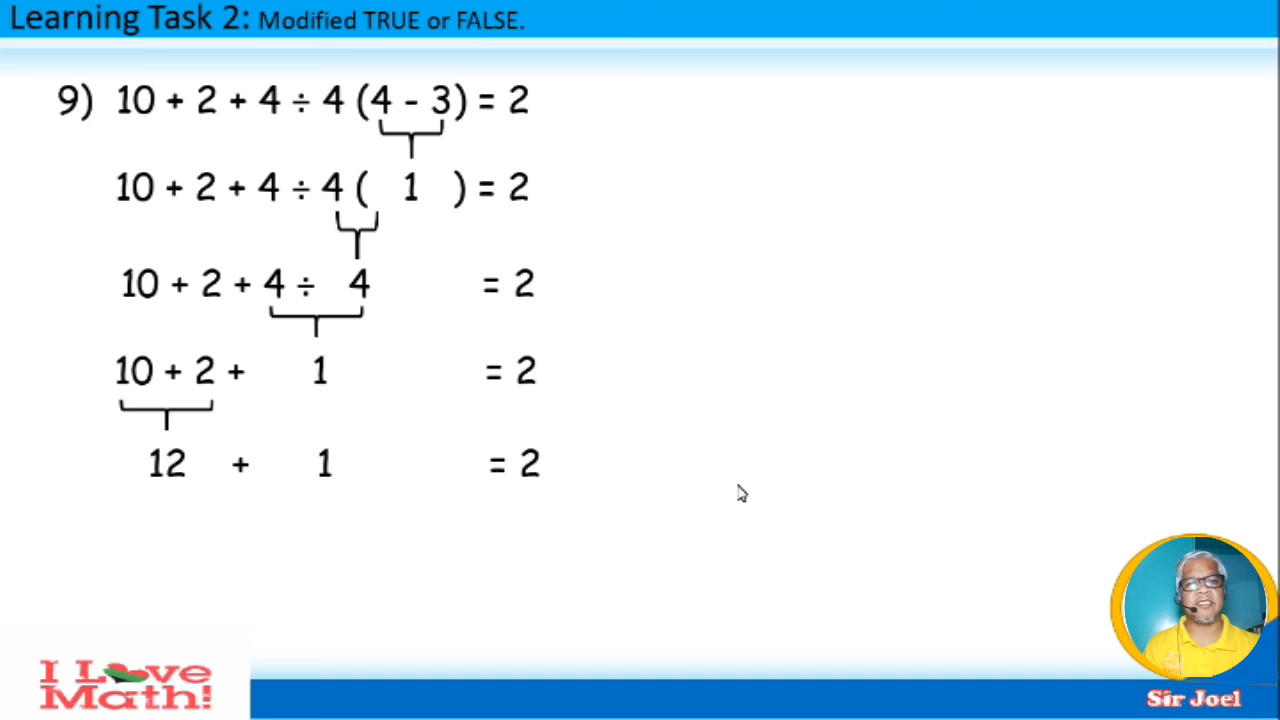 Learning Task 2: Modified TRUE or FALSE.
9) 10 + 2 + 4 ÷ 4 (4 - 3) = 2
10 + 2 + 4 ÷ 4 ( 1 ) = 2
10 + 2 + 4 ÷ 4 = 2
10 + 2 + 1 = 2
12 + 1 = 2
I Love
Math!
Sir Joel